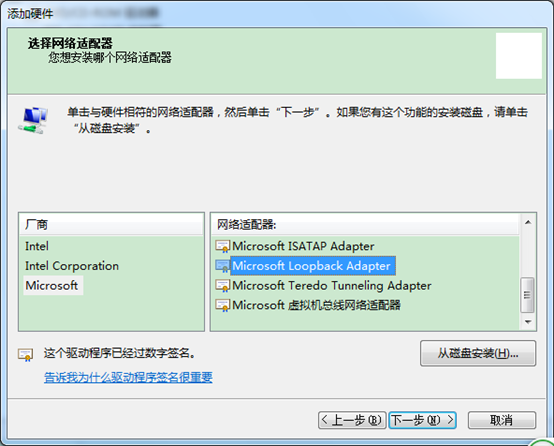 添加硬件
选择网络适配器
您想安装哪个网络适配器
单击与硬件相符的网络适配器，然后单击“下一步”。如果您有这个功能的安装磁盘，请单击
“从磁盘安装”。
厂商
Intel
Intel Corporation
Microsoft
网络适配器:
Microsoft ISATAP Adapter
Microsoft Loopback Adapter
Microsoft Teredo Tunneling Adapter
Microsoft 虚拟机总线网络适配器
这个驱动程序已经过数字签名。
告诉我为什么驱动程序签名很重要
从磁盘安装(H)...
< 上一步(B)
下一步(N) >
取消